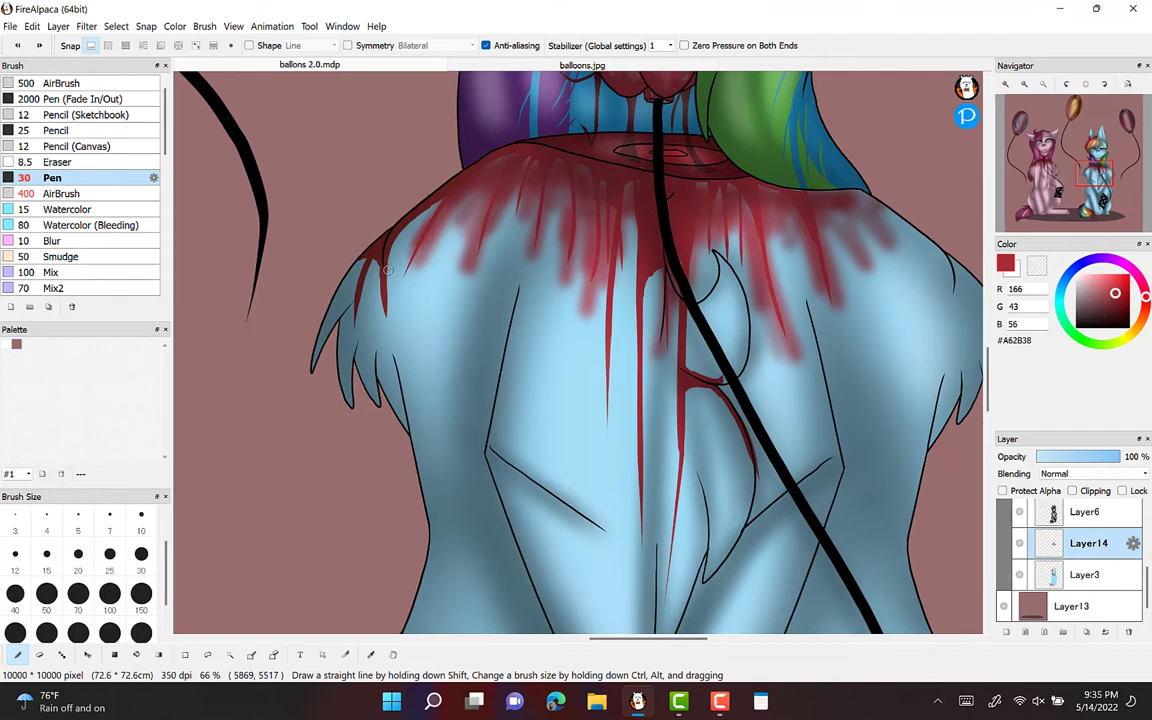 FireAlpaca (64bit)
File Edit Layer Filter Select Snap Color Brush View Animation Tool Window Help
Snap Shape Line Symmetry Bilateral Anti-aliasing Stabilizer (Global settings) 1 Zero Pressure on Both Ends
Brush
ballons 2.0.mdp
balloons.jpg
Navigator
500 AirBrush
2000 Pen (Fade In/Out)
12 Pencil (Sketchbook)
25 Pencil
12 Pencil (Canvas)
8.5 Eraser
30 Pen
400 AirBrush
15 Watercolor
80 Watercolor (Bleeding)
10 Blur
50 Smudge
100 Mix
70 Mix2
Palette
#1 ---
Brush Size
3 4 5 7 10
12 15 20 25 30
40 50 70 100 150
P
Color
R 166
G 43
B 56
#A62B38
Layer
Opacity 100 %
Blending Normal
Protect Alpha Clipping Lock
Layer6
Layer14
Layer3
Layer13
T
10000 * 10000 pixel (72.6 * 72.6cm) 350 dpi 66 % ( 5869, 5517 ) Draw a straight line by holding down Shift, Change a brush size by holding down Ctrl, Alt, and dragging
76°F
Rain off and on
9:35 PM
5/14/2022